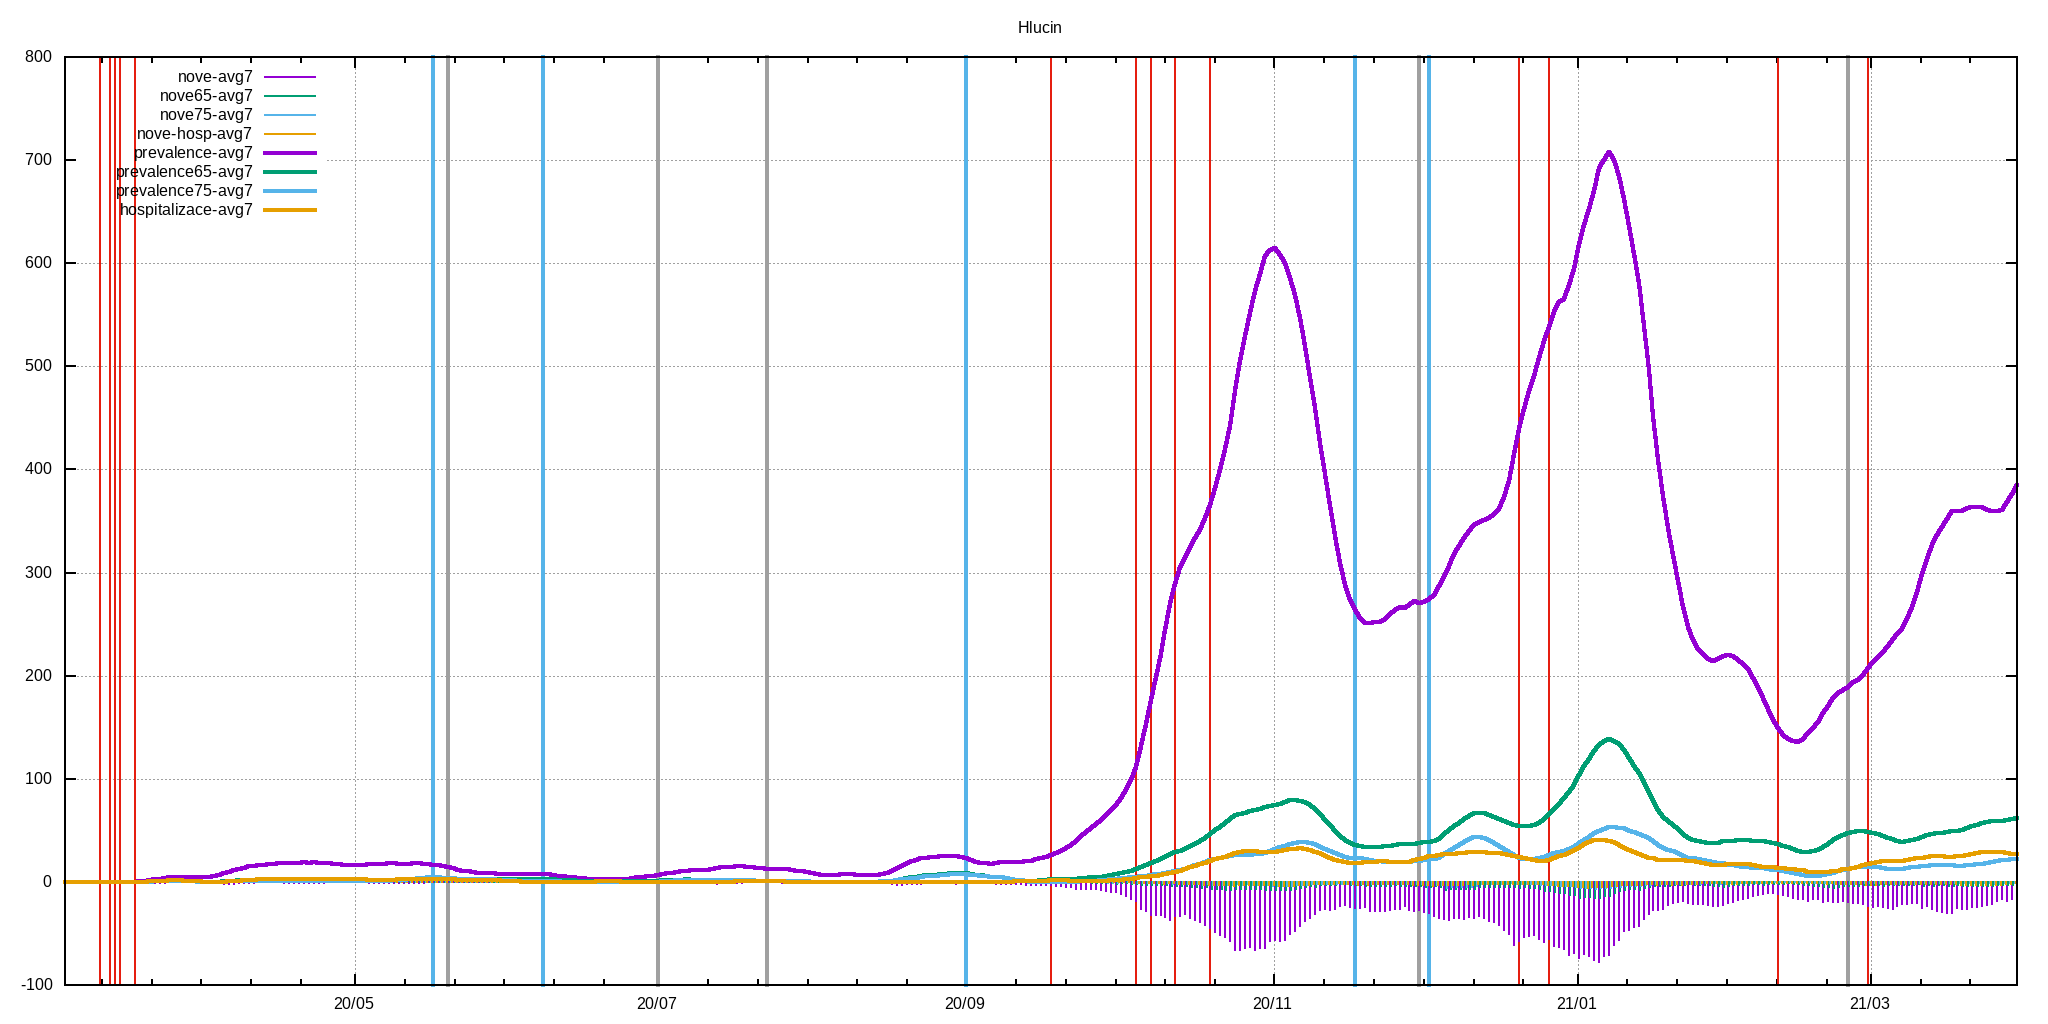 Hlucin
800
700
600
500
400
300
200
100
0
-100
nove-avg7
nove65-avg7
nove75-avg7
nove-hosp-avg7
prevalence-avg7
prevalence65-avg7
prevalence75-avg7
hospitalizace-avg7
20/05
20/07
20/09
20/11
21/01
21/03